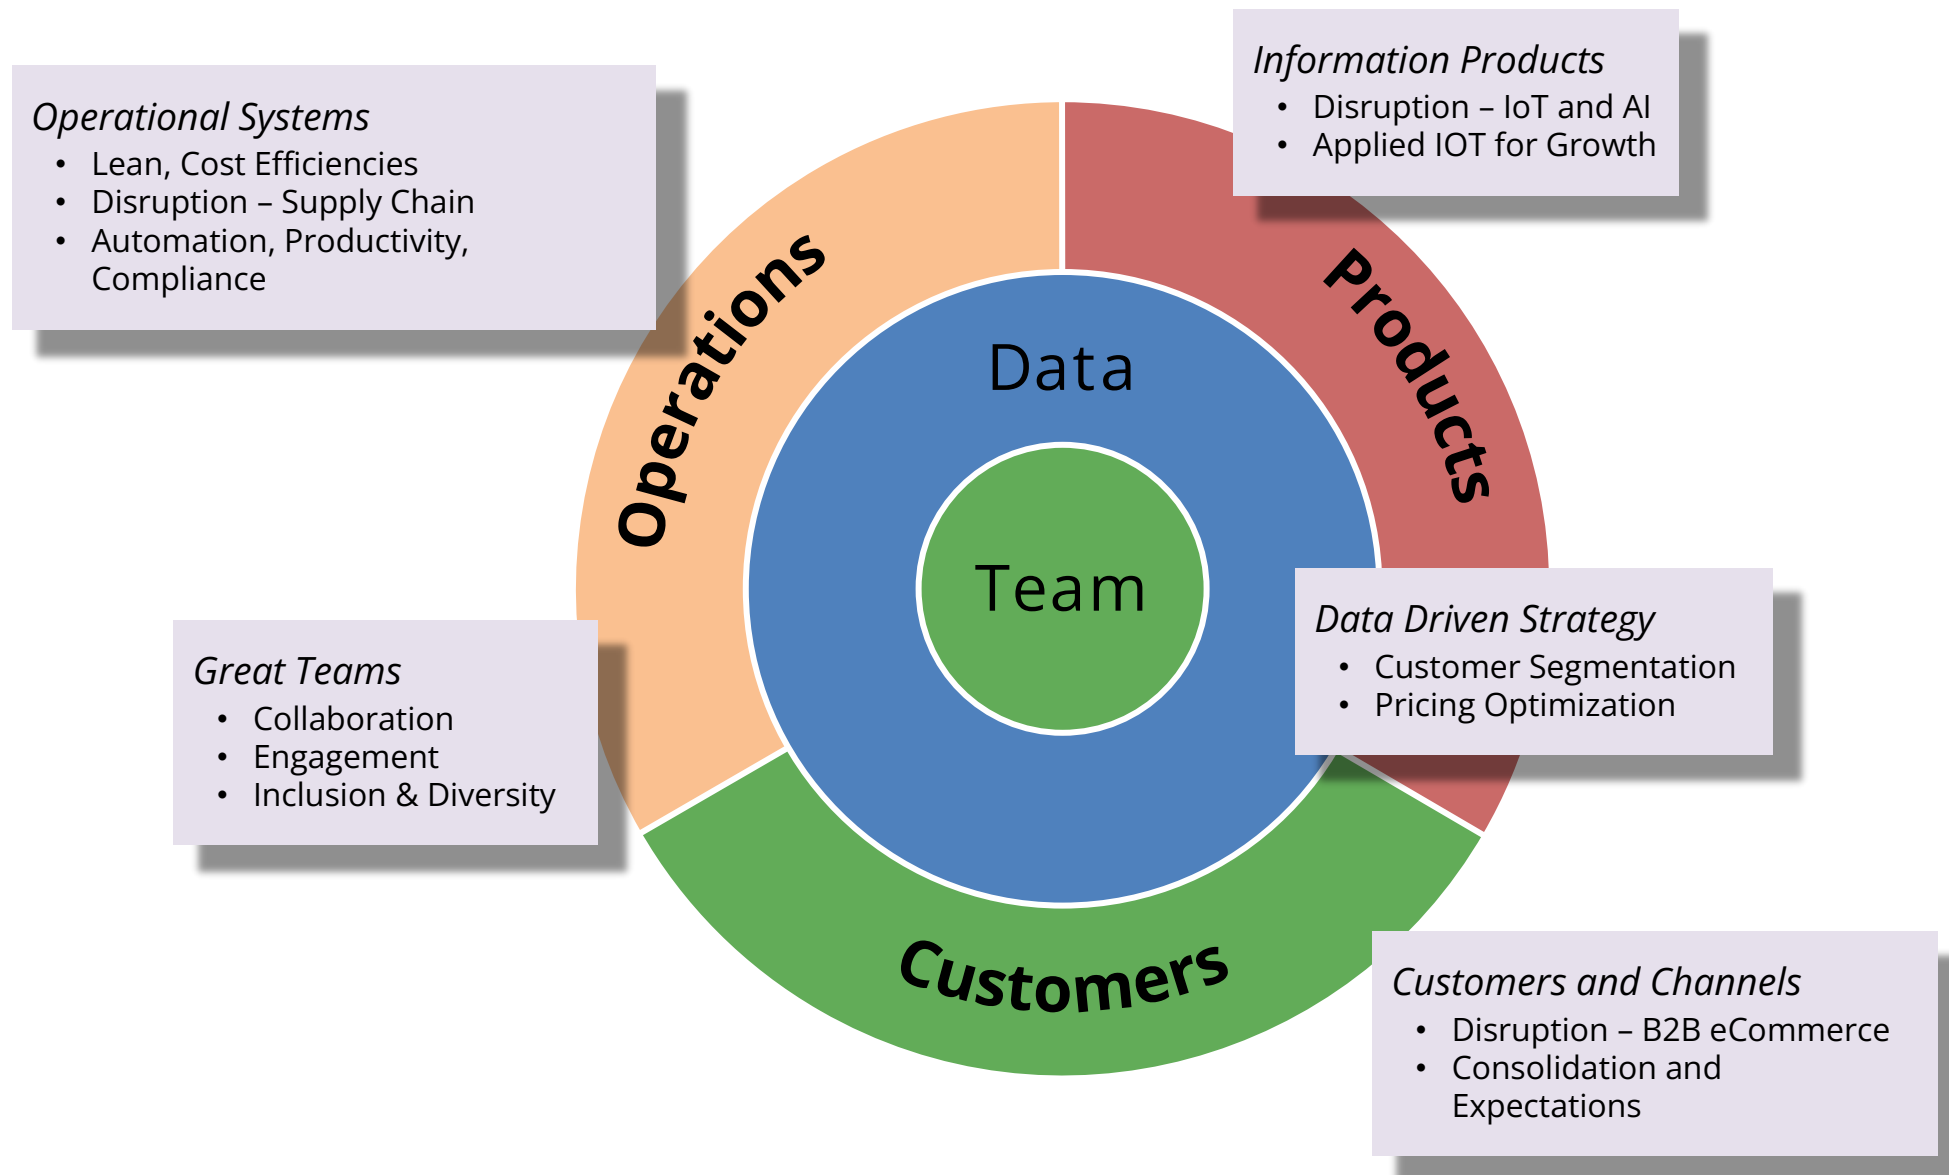 Information Products
• Disruption – IoT and AI
• Applied IOT for Growth
Operational Systems
• Lean, Cost Efficiencies
• Disruption – Supply Chain
• Automation, Productivity,
Compliance
Operations
Products
Data
Team
Data Driven Strategy
• Customer Segmentation
• Pricing Optimization
Great Teams
• Collaboration
• Engagement
• Inclusion & Diversity
Customers
Customers and Channels
• Disruption – B2B eCommerce
• Consolidation and
Expectations